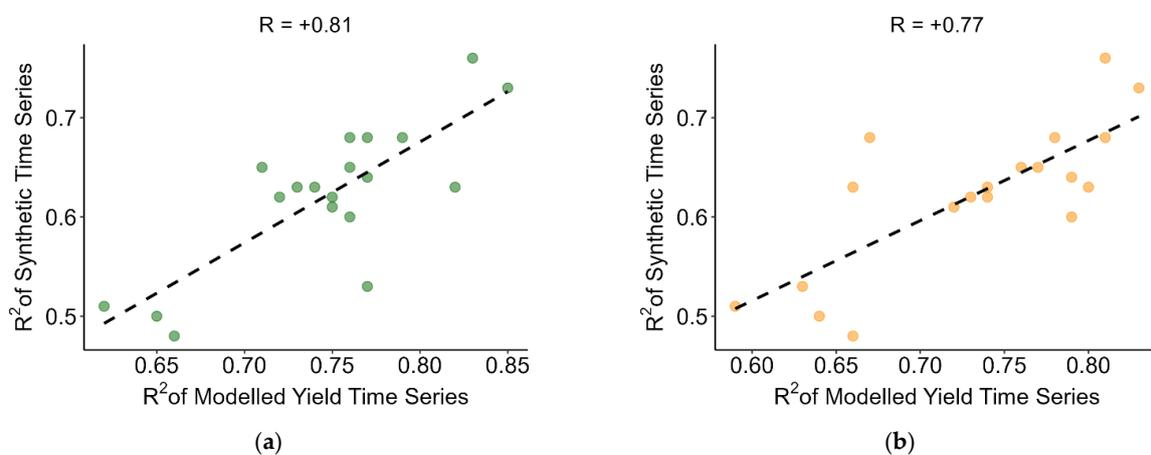 R = +0.81
R²of Synthetic Time Series
0.7
0.6
0.5
0.65 0.70 0.75 0.80 0.85
R²of Modelled Yield Time Series
(a)
R = +0.77
R²of Synthetic Time Series
0.7
0.6
0.5
0.60 0.65 0.70 0.75 0.80
R²of Modelled Yield Time Series
(b)